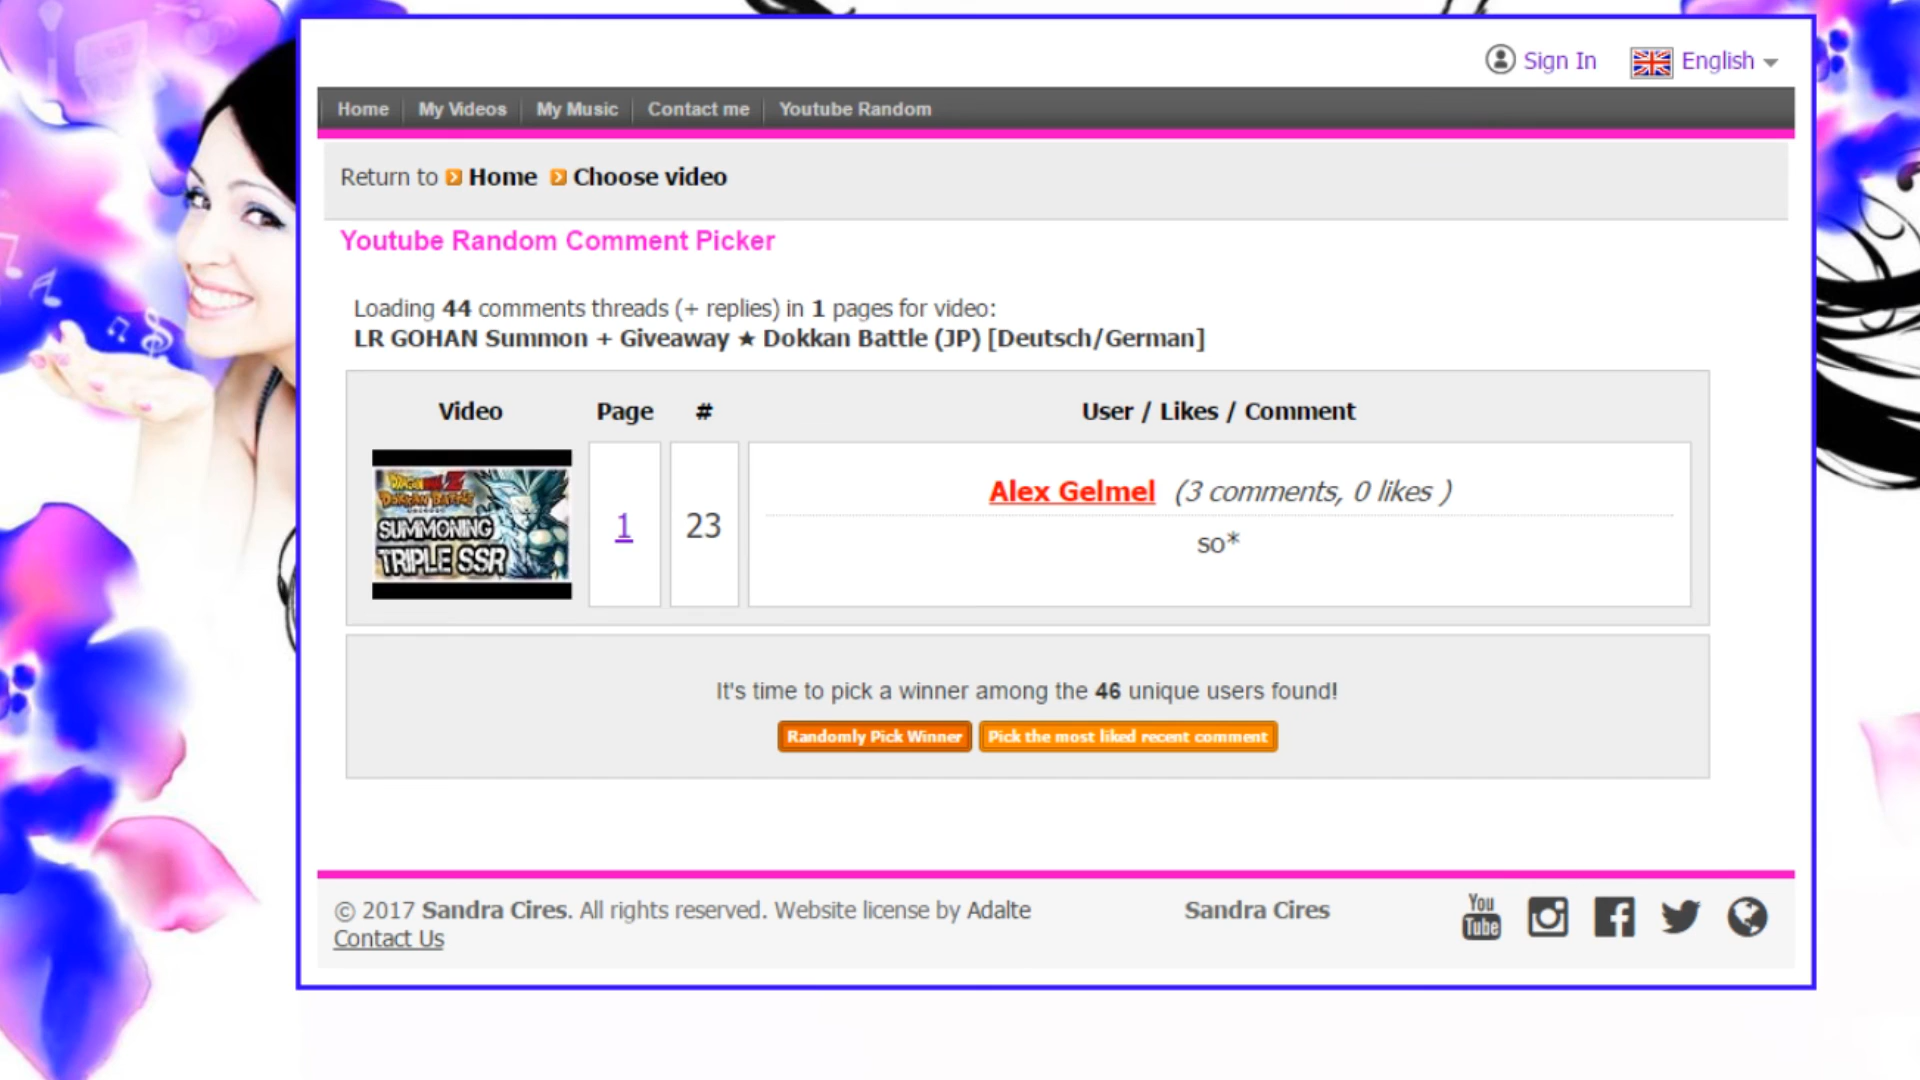 Sign In
English
Home
My Videos
My Music
Contact me
Youtube Random
Return to Home Choose video
Youtube Random Comment Picker
Loading 44 comments threads (+ replies) in 1 pages for video:
LR GOHAN Summon + Giveaway ★ Dokkan Battle (JP) [Deutsch/German]
Video
Page
#
User / Likes / Comment
DRAGON BALL Z
DOKKAN BATTLE
SUMMONING
TRIPLE SSR
1
23
Alex Gelmel (3 comments, 0 likes )
so*
It's time to pick a winner among the 46 unique users found!
Randomly Pick Winner
Pick the most liked recent comment
© 2017 Sandra Cires. All rights reserved. Website license by Adalte
Contact Us
Sandra Cires
You
Tube